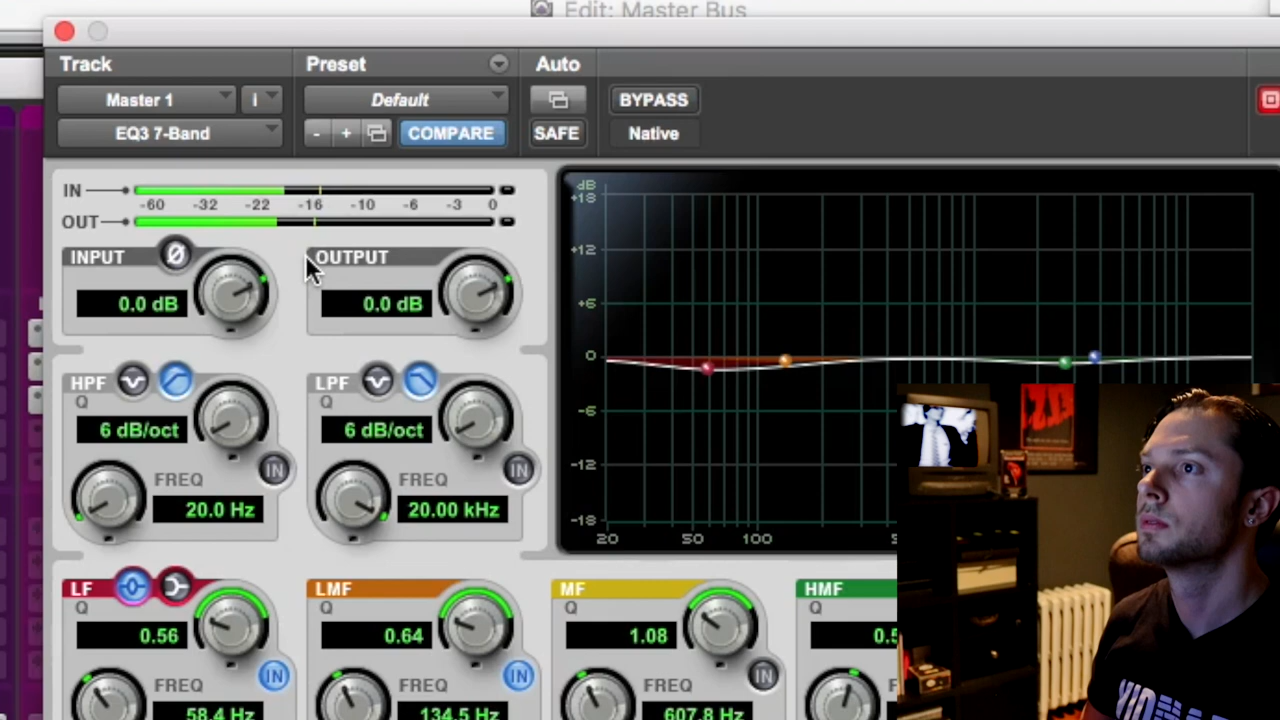 Edit: Master Bus
Track
Preset
Auto
Master 1
i
Default
BYPASS
EQ3 7-Band
- +
COMPARE
SAFE
Native
IN
-60 -32 -22 -16 -10 -6 -3 0
OUT
INPUT
Ø
OUTPUT
0.0 dB
0.0 dB
HPF
Q
6 dB/oct
IN
FREQ
20.0 Hz
LPF
Q
6 dB/oct
IN
FREQ
20.00 kHz
dB
+18
+12
+6
0
-6
-12
-18
20 50 100
LF
Q
0.56
IN
FREQ
58.4 Hz
LMF
Q
0.64
IN
FREQ
134.5 Hz
MF
Q
1.08
IN
FREQ
607.8 Hz
HMF
Q